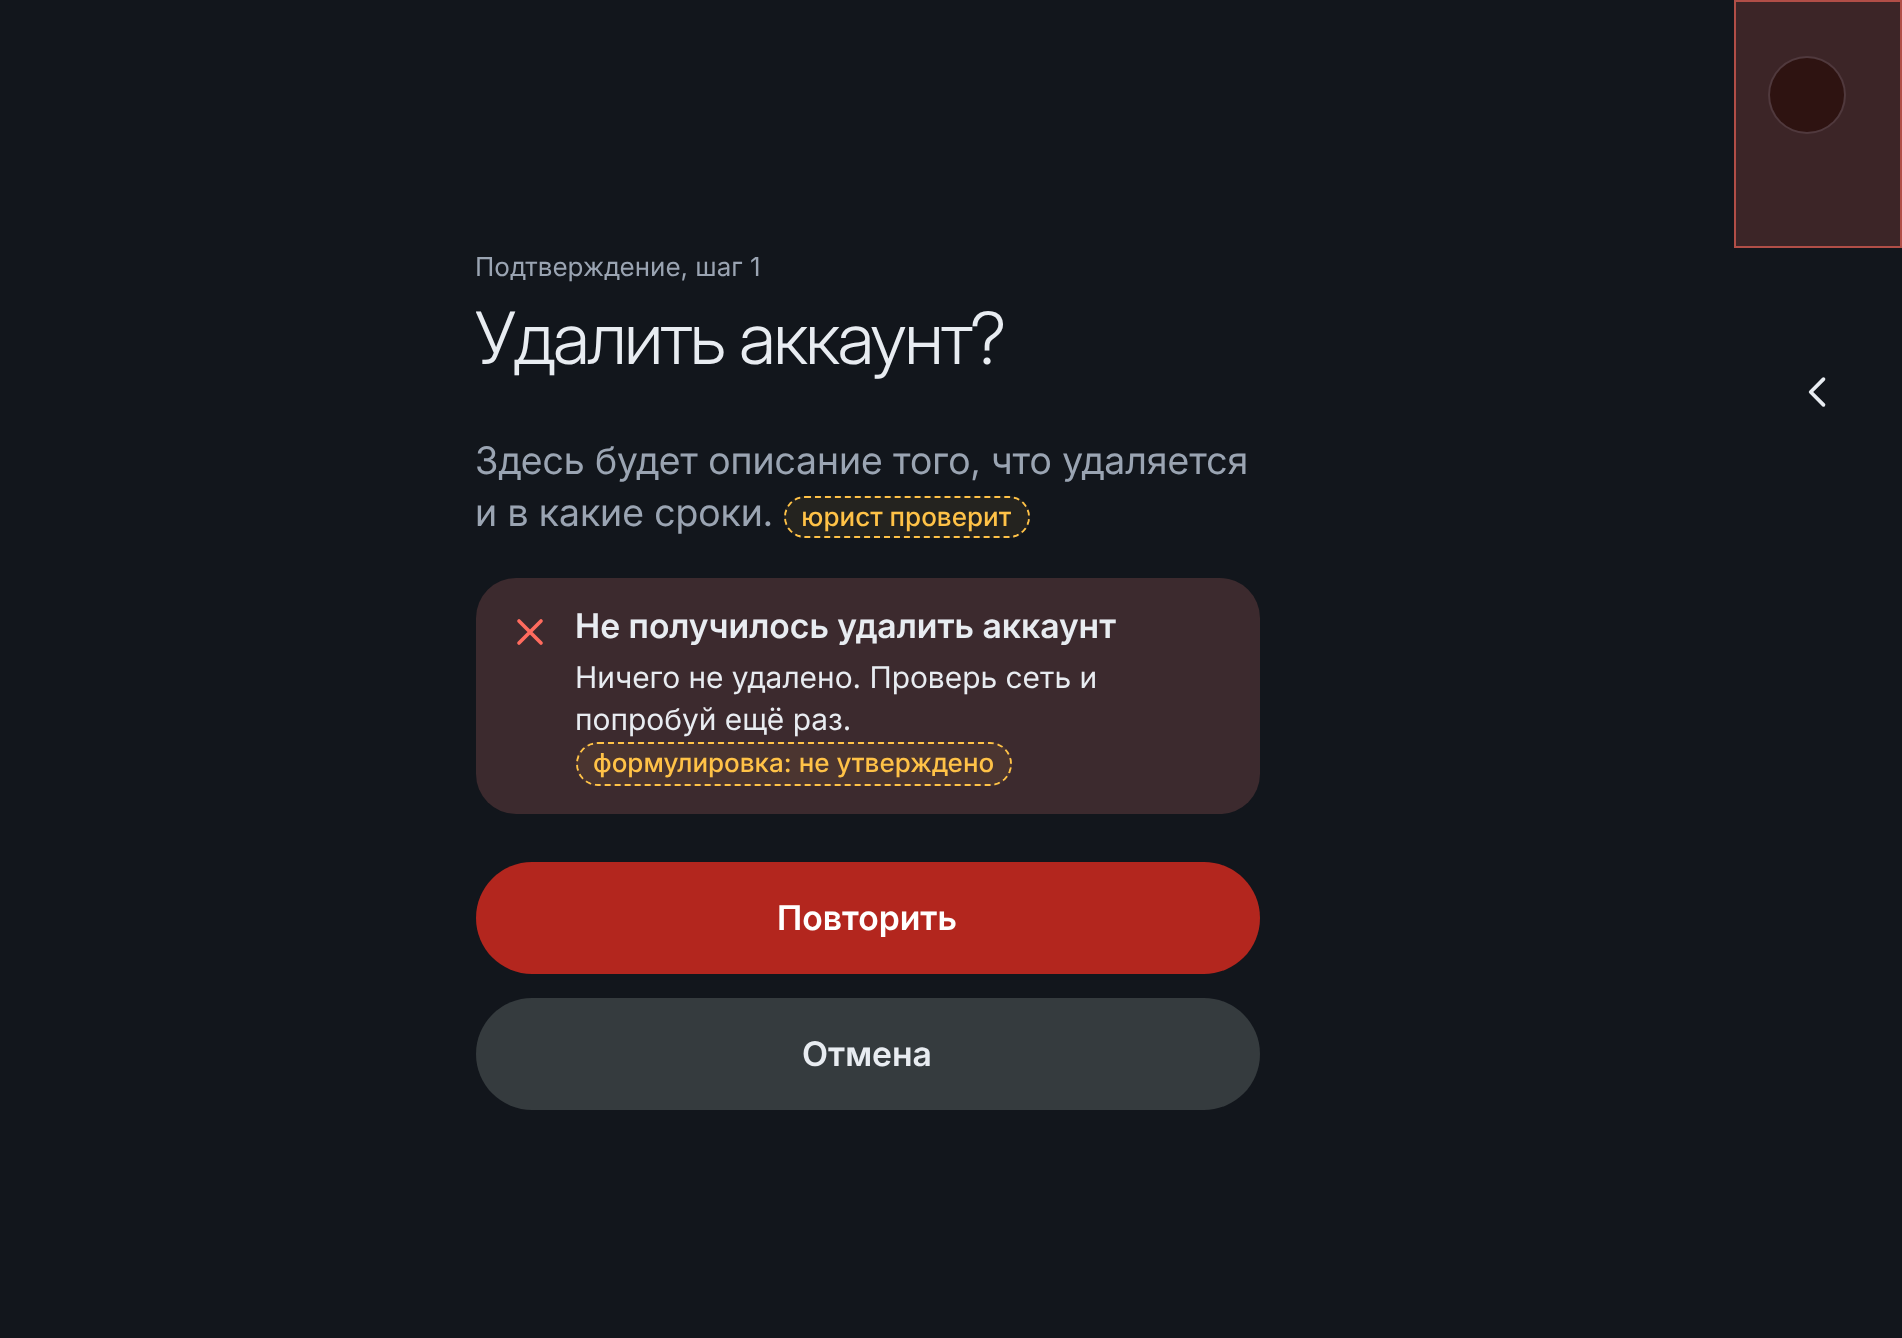 Подтверждение, шаг 1
Удалить аккаунт?
Здесь будет описание того, что удаляется
и в какие сроки. юрист проверит
Не получилось удалить аккаунт
Ничего не удалено. Проверь сеть и
попробуй ещё раз.
формулировка: не утверждено
Повторить
Отмена